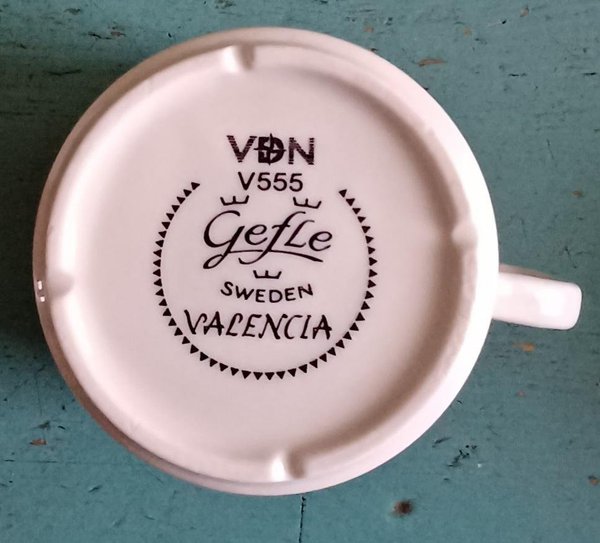 VDN
V555
Gefle
SWEDEN
VALENCIA